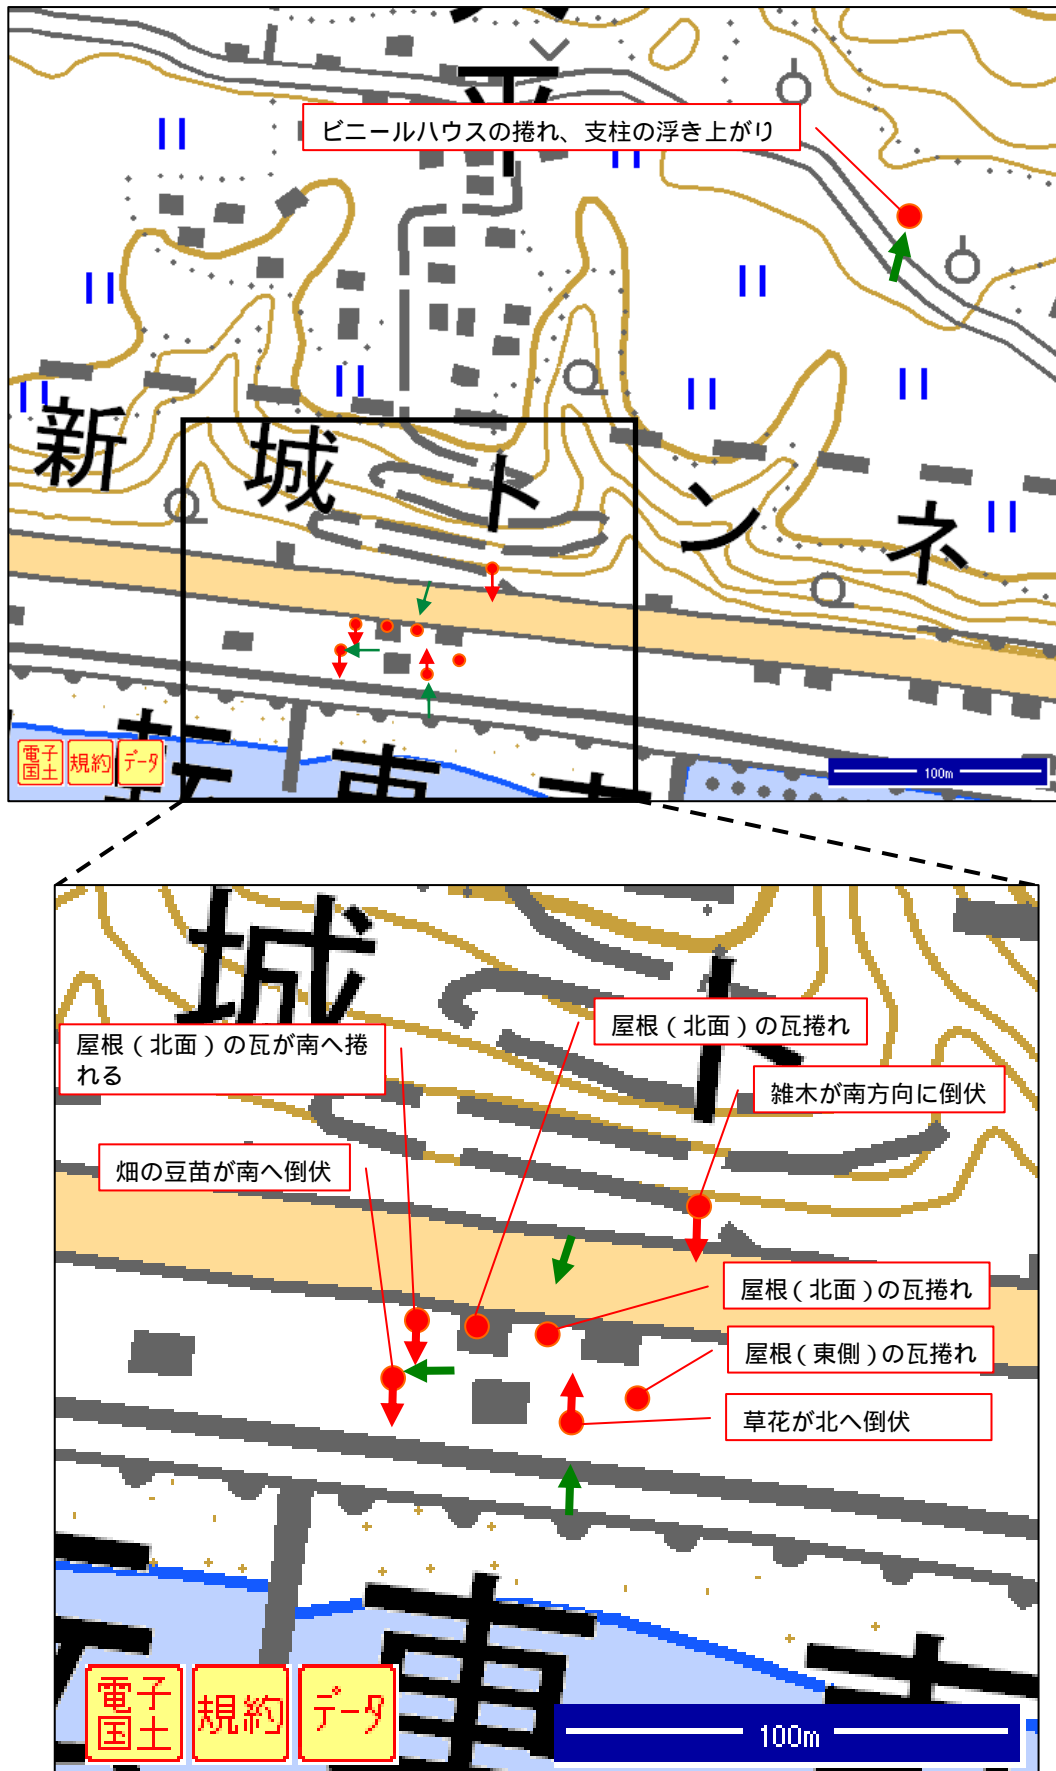 平
ビニールハウスの捲れ、支柱の浮き上がり
新城トンネ
電子
国土
規約
データ
東
100m
城
ト
屋根（北面）の瓦捲れ
屋根（北面）の瓦が南へ捲
れる
雑木が南方向に倒伏
畑の豆苗が南へ倒伏
屋根（北面）の瓦捲れ
屋根（東側）の瓦捲れ
草花が北へ倒伏
東
電子
国土
規約
データ
100m